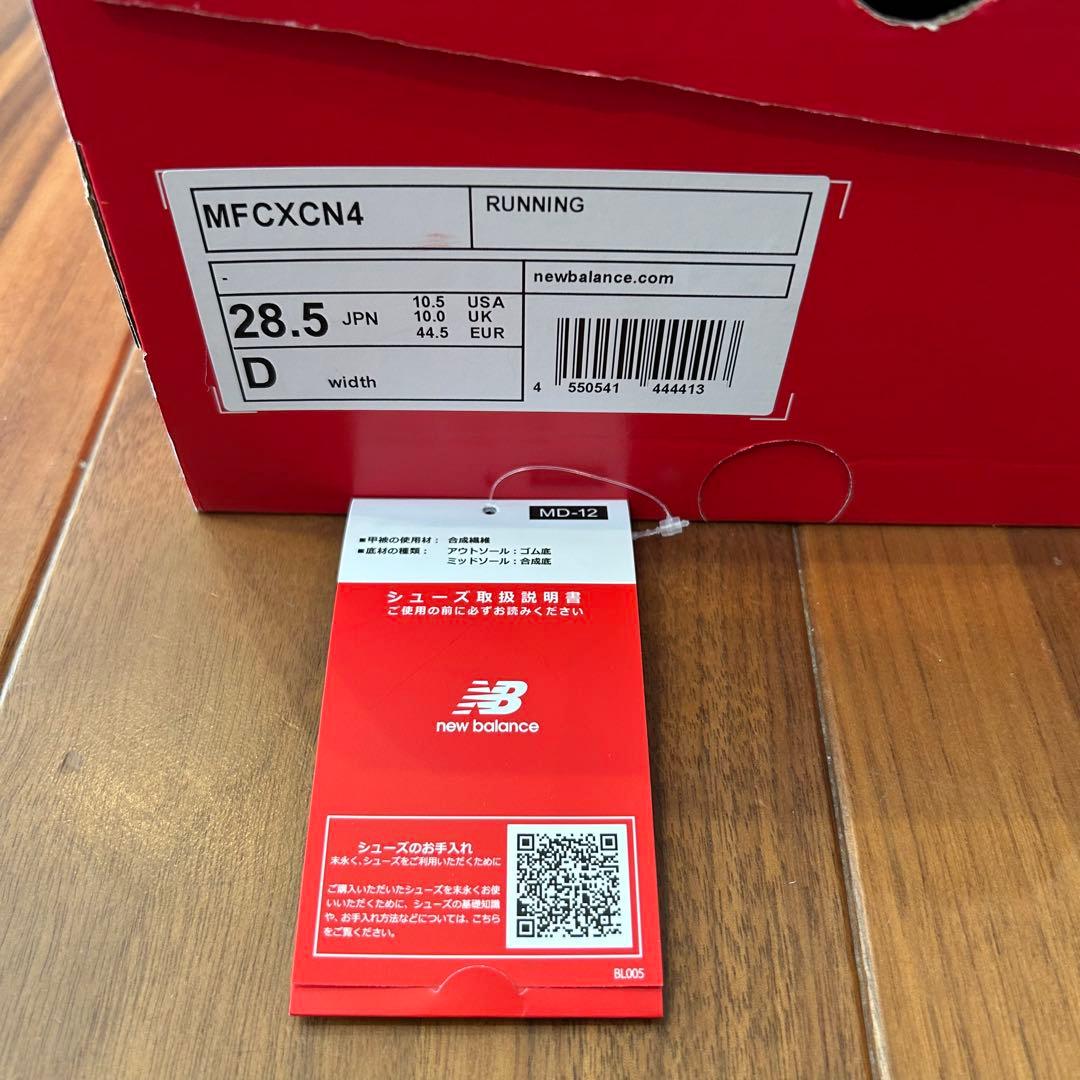 MFCXCN4
RUNNING
-
newbalance.com
28.5 JPN
10.5 USA
10.0 UK
44.5 EUR
D width
4 550541 444413
MD-12
■甲被の使用材： 合成繊維
■底材の種類： アウトソール：ゴム底
ミッドソール：合成底
シューズ取扱説明書
ご使用の前に必ずお読みください
NB
new balance
シューズのお手入れ
末永く、シューズをご利用いただくために
ご購入いただいたシューズを末永くお使
いいただくために、シューズの基礎知識
や、お手入れ方法などについては、こちら
をご覧ください。
BL005